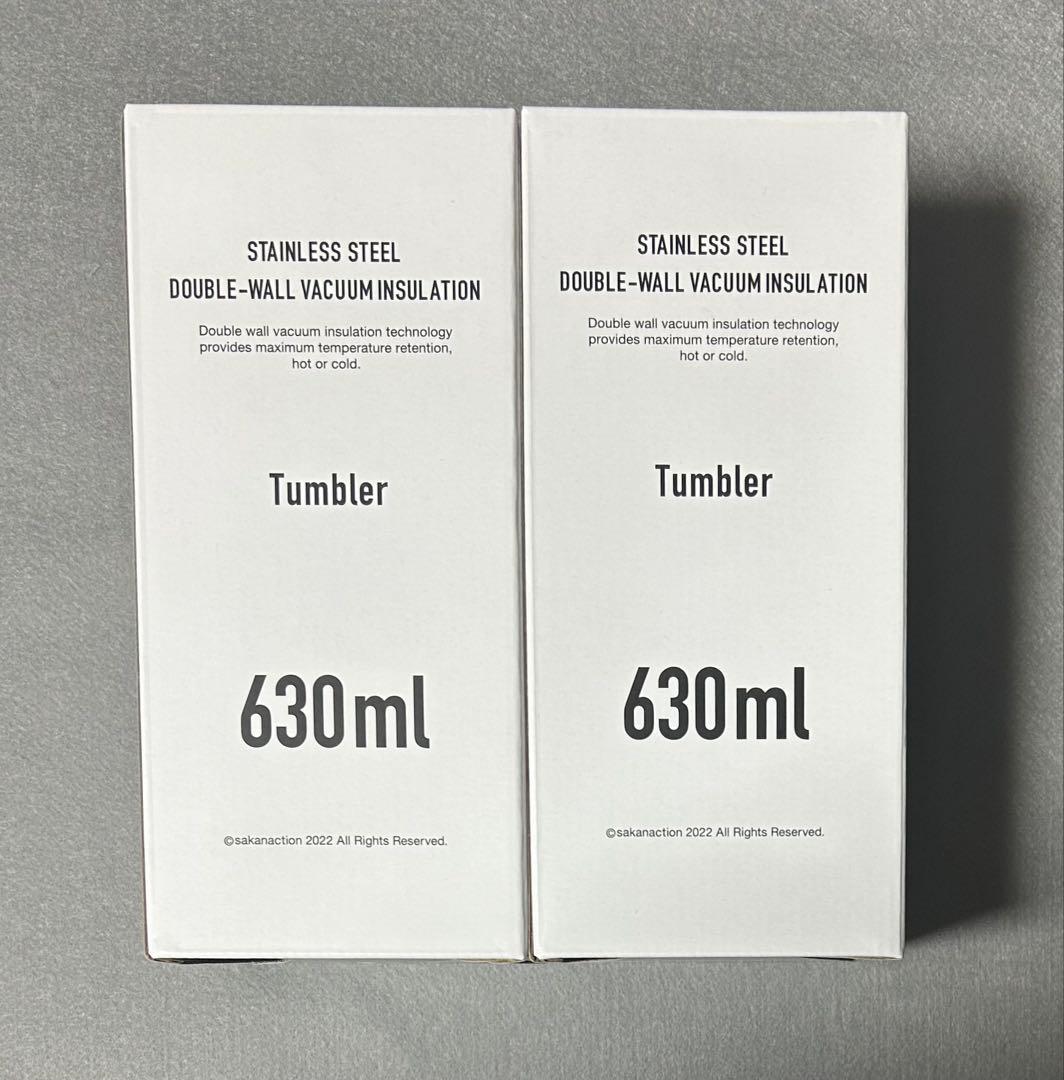 STAINLESS STEEL
DOUBLE-WALL VACUUM INSULATION
Double wall vacuum insulation technology
provides maximum temperature retention,
hot or cold.
Tumbler
630ml
©sakanaction 2022 All Rights Reserved.
STAINLESS STEEL
DOUBLE-WALL VACUUM INSULATION
Double wall vacuum insulation technology
provides maximum temperature retention,
hot or cold.
Tumbler
630ml
©sakanaction 2022 All Rights Reserved.